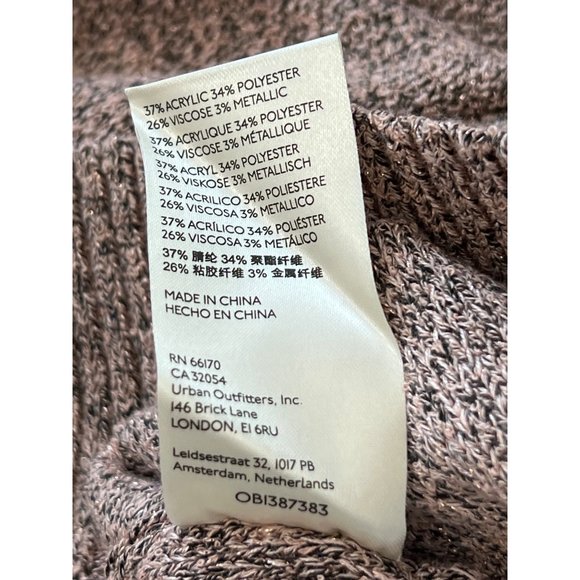 37% ACRYLIC 34% POLYESTER
26% VISCOSE 3% METALLIC
37% ACRYLIQUE 34% POLYESTER
26% VISCOSE 3% MÉTALLIQUE
37% ACRYL 34% POLYESTER
26% VISKOSE 3% METALLISCH
37% ACRILICO 34% POLIESTERE
26% VISCOSA 3% METALLICO
37% ACRÍLICO 34% POLIÉSTER
26% VISCOSA 3% METÁLICO
37% 腈纶 34% 聚酯纤维
26% 粘胶纤维 3% 金属纤维
MADE IN CHINA
HECHO EN CHINA
RN 66170
CA 32054
Urban Outfitters, Inc.
146 Brick Lane
LONDON, E1 6RU
Leidsestraat 32, 1017 PB
Amsterdam, Netherlands
OB1387383